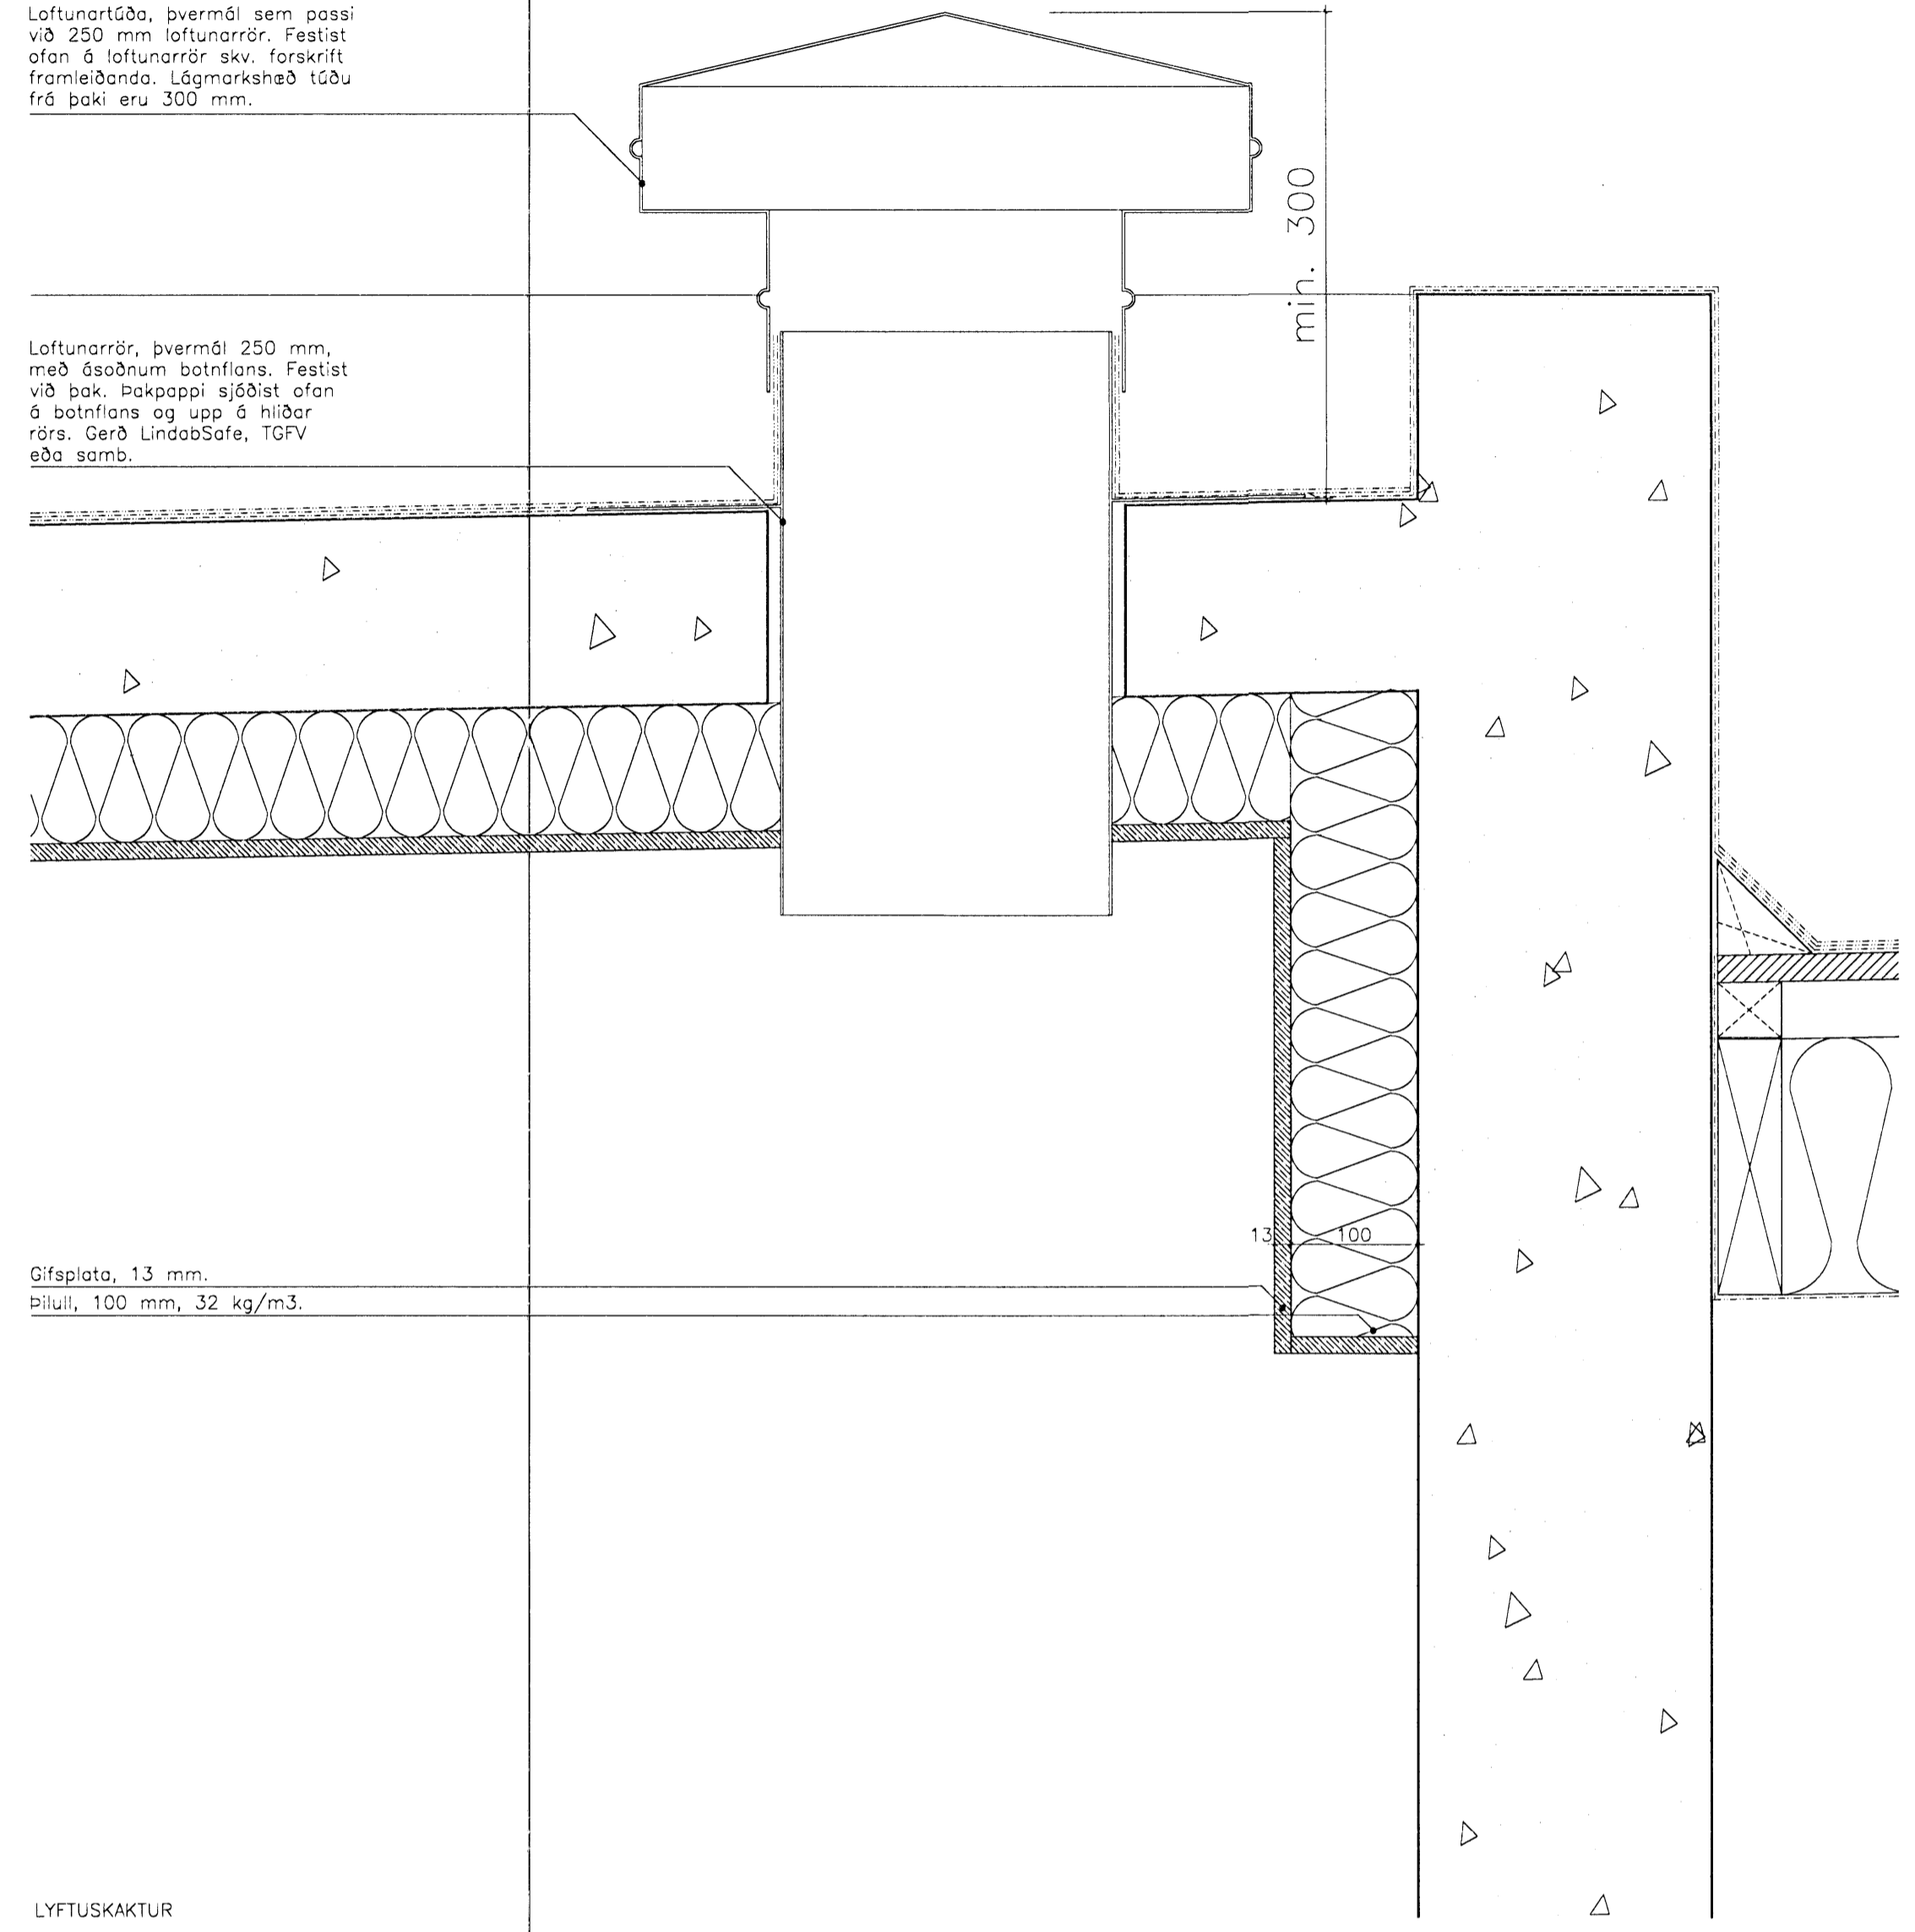 Loftunartúða, þvermál sem passi
við 250 mm loftunarrör. Festist
ofan á loftunarrör skv. forskrift
framleiðanda. Lágmarkshæð túðu
frá þaki eru 300 mm.
min. 300
Loftunarrör, þvermál 250 mm,
með ásoðnum botnflans. Festist
við þak. Þakpappi sjóðist ofan
á botnflans og upp á hliðar
rörs. Gerð LindabSafe, TGFV
eða samb.
13 100
Gifsplata, 13 mm.
Þilull, 100 mm, 32 kg/m3.
LYFTUSKAKTUR